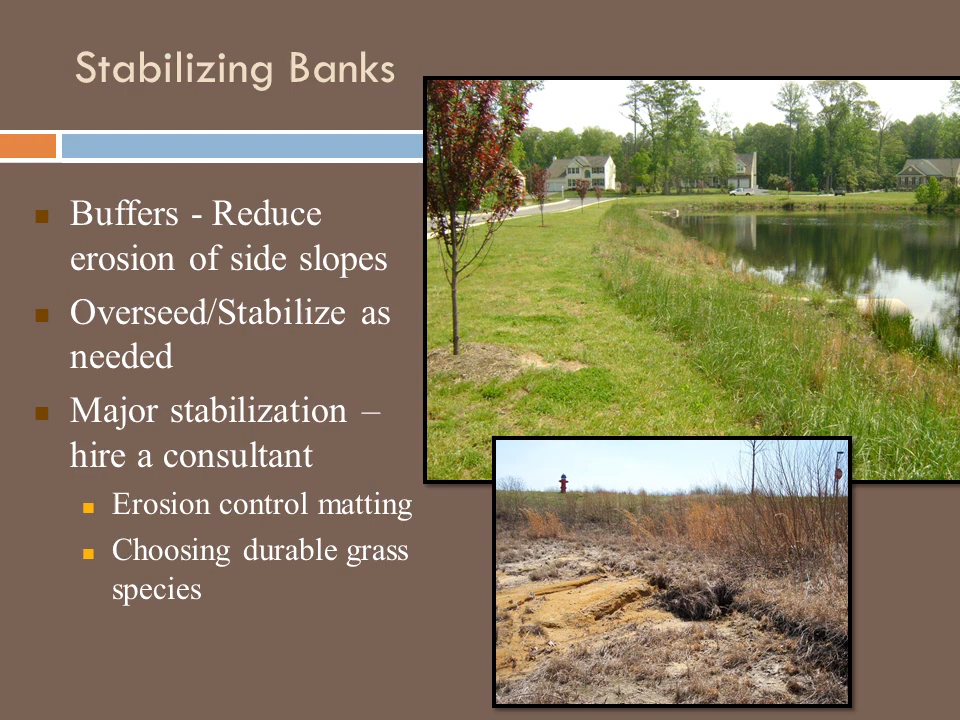 Stabilizing Banks
Buffers - Reduce
erosion of side slopes
Overseed/Stabilize as
needed
Major stabilization –
hire a consultant
Erosion control matting
Choosing durable grass
species